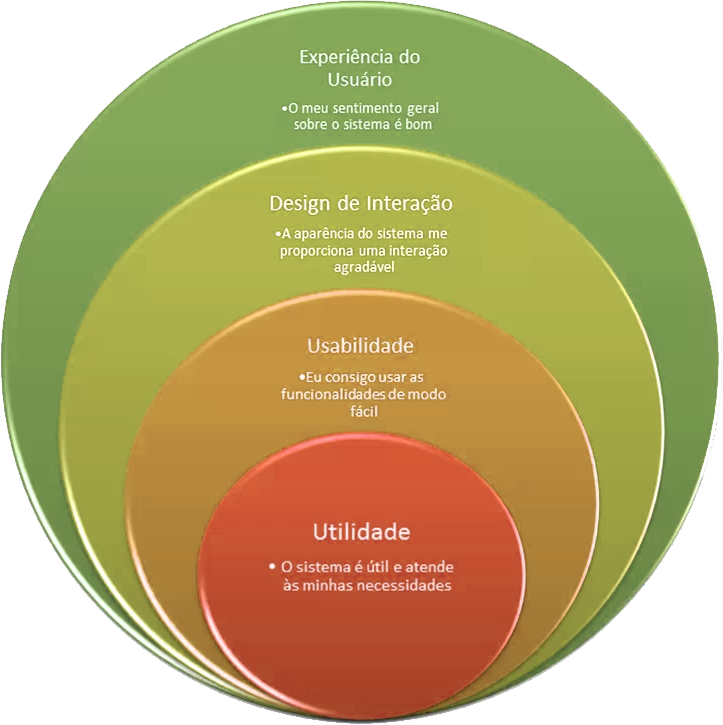 Experiência do
Usuário
•O meu sentimento geral
sobre o sistema é bom
Design de Interação
•A aparência do sistema me
proporciona uma interação
agradável
Usabilidade
•Eu consigo usar as
funcionalidades de modo
fácil
Utilidade
• O sistema é útil e atende
às minhas necessidades